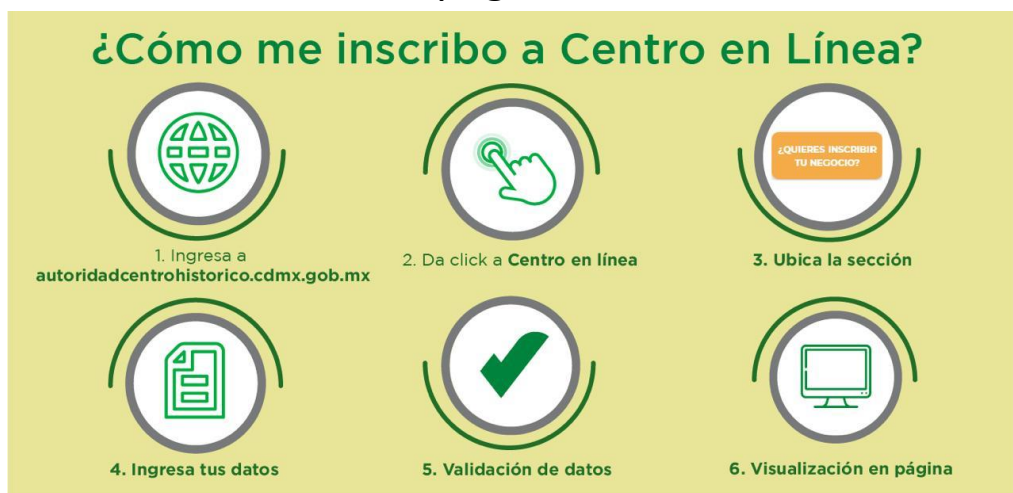 ¿Cómo me inscribo a Centro en Línea?
¿QUIERES INSCRIBIR
TU NEGOCIO?
1. Ingresa a
autoridadcentrohistorico.cdmx.gob.mx
2. Da click a Centro en línea
3. Ubica la sección
4. Ingresa tus datos
5. Validación de datos
6. Visualización en página